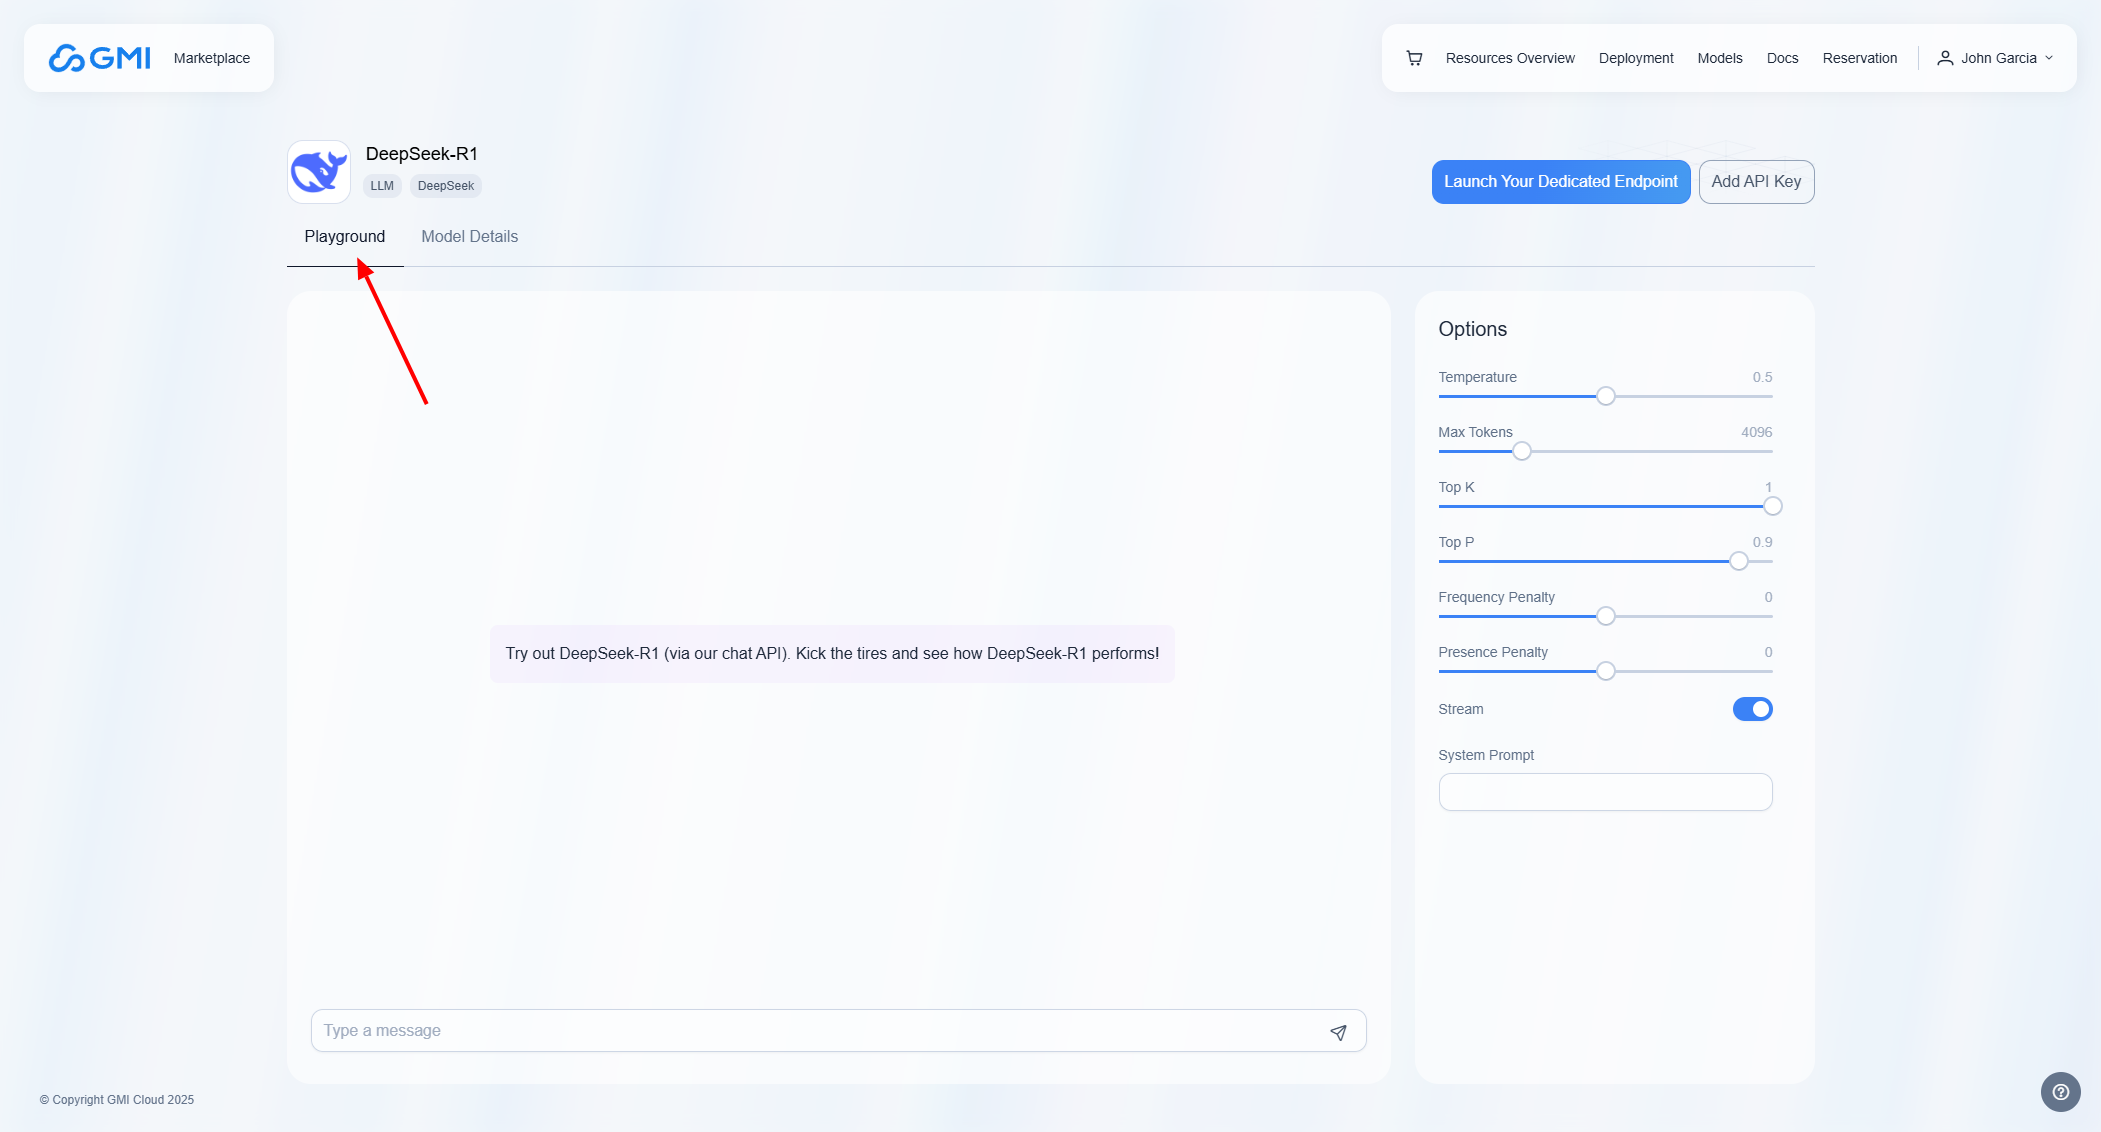 GMI Marketplace
Resources Overview Deployment Models Docs Reservation John Garcia
DeepSeek-R1
LLM DeepSeek
Launch Your Dedicated Endpoint Add API Key
Playground Model Details
Try out DeepSeek-R1 (via our chat API). Kick the tires and see how DeepSeek-R1 performs!
Type a message
Options
Temperature 0.5
Max Tokens 4096
Top K 1
Top P 0.9
Frequency Penalty 0
Presence Penalty 0
Stream
System Prompt
© Copyright GMI Cloud 2025
?